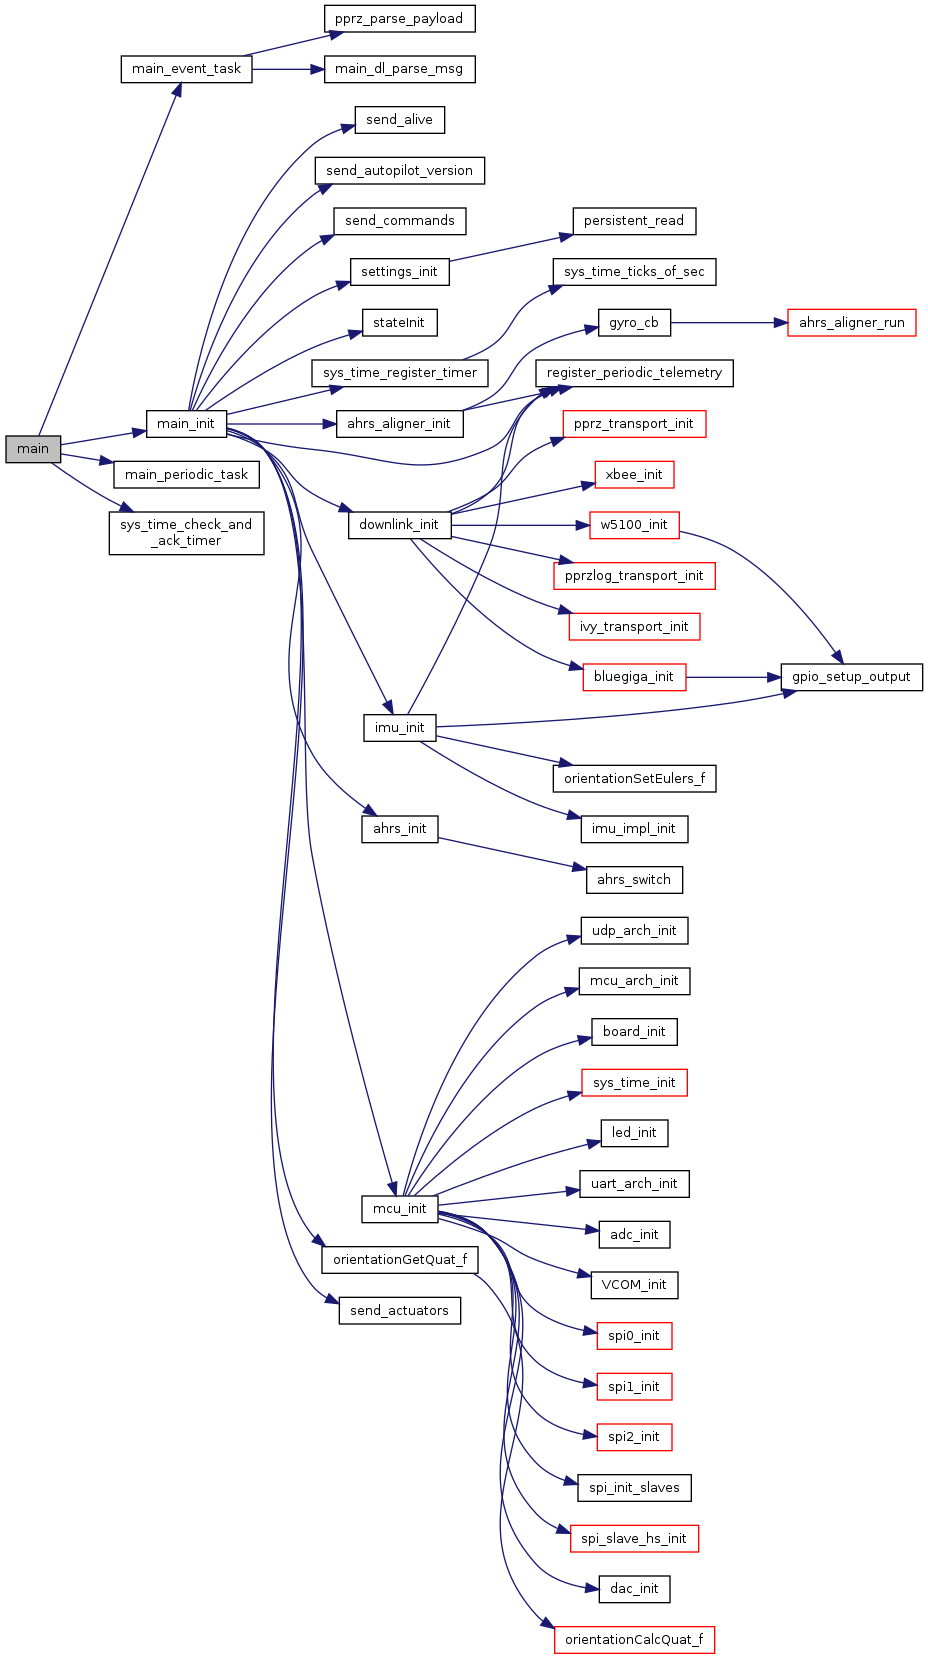 pprz_parse_payload
main_event_task
main_dl_parse_msg
send_alive
send_autopilot_version
send_commands
persistent_read
settings_init
sys_time_ticks_of_sec
stateInit
gyro_cb
ahrs_aligner_run
sys_time_register_timer
register_periodic_telemetry
main_init
ahrs_aligner_init
pprz_transport_init
main
main_periodic_task
xbee_init
sys_time_check_and
_ack_timer
downlink_init
w5100_init
pprzlog_transport_init
ivy_transport_init
bluegiga_init
gpio_setup_output
imu_init
orientationSetEulers_f
imu_impl_init
ahrs_init
ahrs_switch
udp_arch_init
mcu_arch_init
board_init
sys_time_init
led_init
uart_arch_init
mcu_init
adc_init
orientationGetQuat_f
VCOM_init
send_actuators
spi0_init
spi1_init
spi2_init
spi_init_slaves
spi_slave_hs_init
dac_init
orientationCalcQuat_f